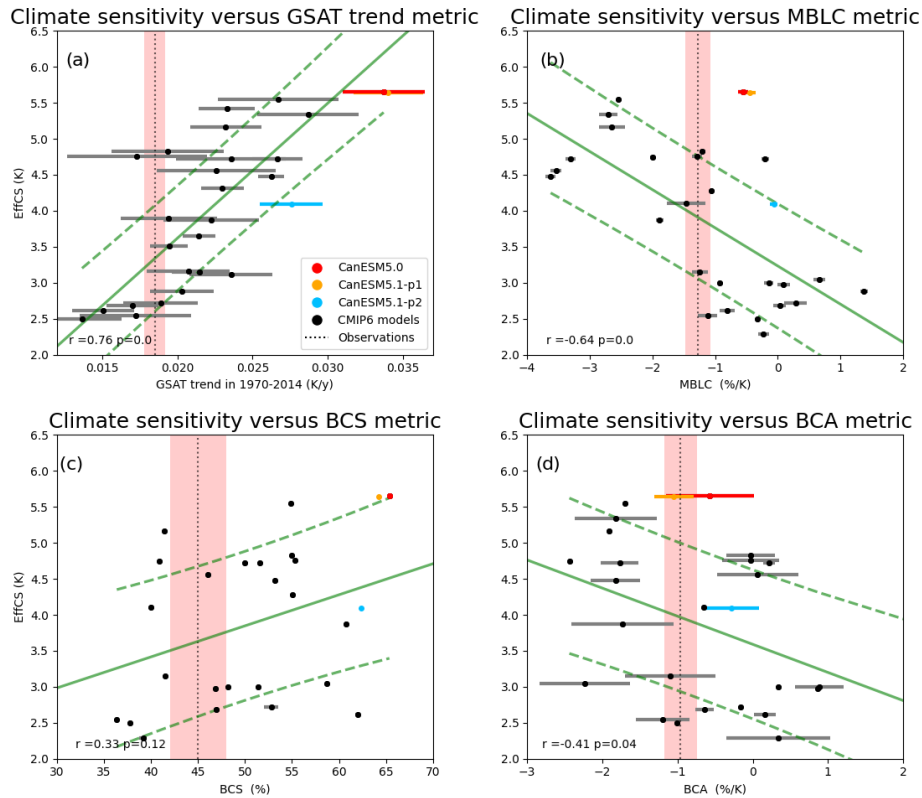 Climate sensitivity versus GSAT trend metric
(a)
EffCS (K)
6.5
6.0
5.5
5.0
4.5
4.0
3.5
3.0
2.5
2.0
CanESM5.0
CanESM5.1-p1
CanESM5.1-p2
CMIP6 models
Observations
r =0.76 p=0.0
0.015 0.020 0.025 0.030 0.035
GSAT trend in 1970-2014 (K/y)
Climate sensitivity versus MBLC metric
(b)
6.5
6.0
5.5
5.0
4.5
4.0
3.5
3.0
2.5
2.0
r =-0.64 p=0.0
−4 −3 −2 −1 0 1 2
MBLC (%/K)
Climate sensitivity versus BCS metric
(c)
EffCS (K)
6.5
6.0
5.5
5.0
4.5
4.0
3.5
3.0
2.5
2.0
r =0.33 p=0.12
30 35 40 45 50 55 60 65 70
BCS (%)
Climate sensitivity versus BCA metric
(d)
EffCS (K)
6.5
6.0
5.5
5.0
4.5
4.0
3.5
3.0
2.5
2.0
r =-0.41 p=0.04
−3 −2 −1 0 1 2
BCA (%/K)